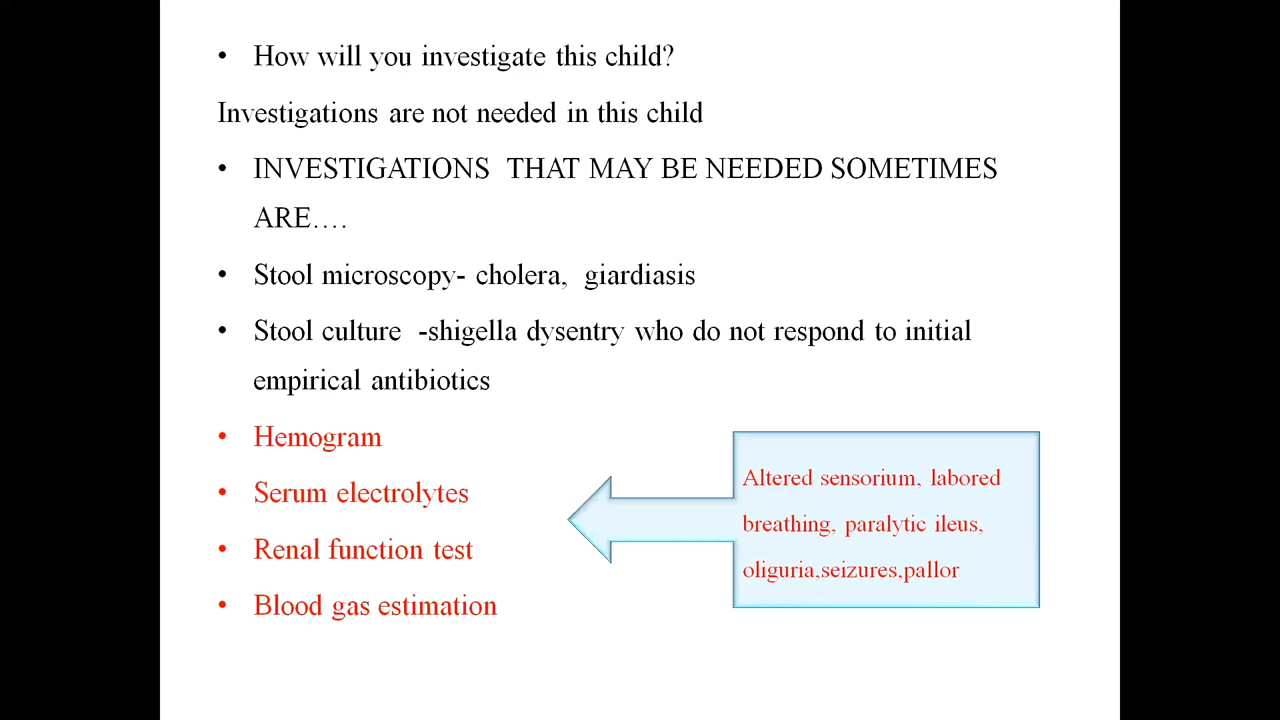 • How will you investigate this child?
Investigations are not needed in this child
• INVESTIGATIONS THAT MAY BE NEEDED SOMETIMES
ARE….
• Stool microscopy- cholera, giardiasis
• Stool culture -shigella dysentry who do not respond to initial
empirical antibiotics
• Hemogram
• Serum electrolytes
• Renal function test
• Blood gas estimation
Altered sensorium, labored
breathing, paralytic ileus,
oliguria,seizures,pallor